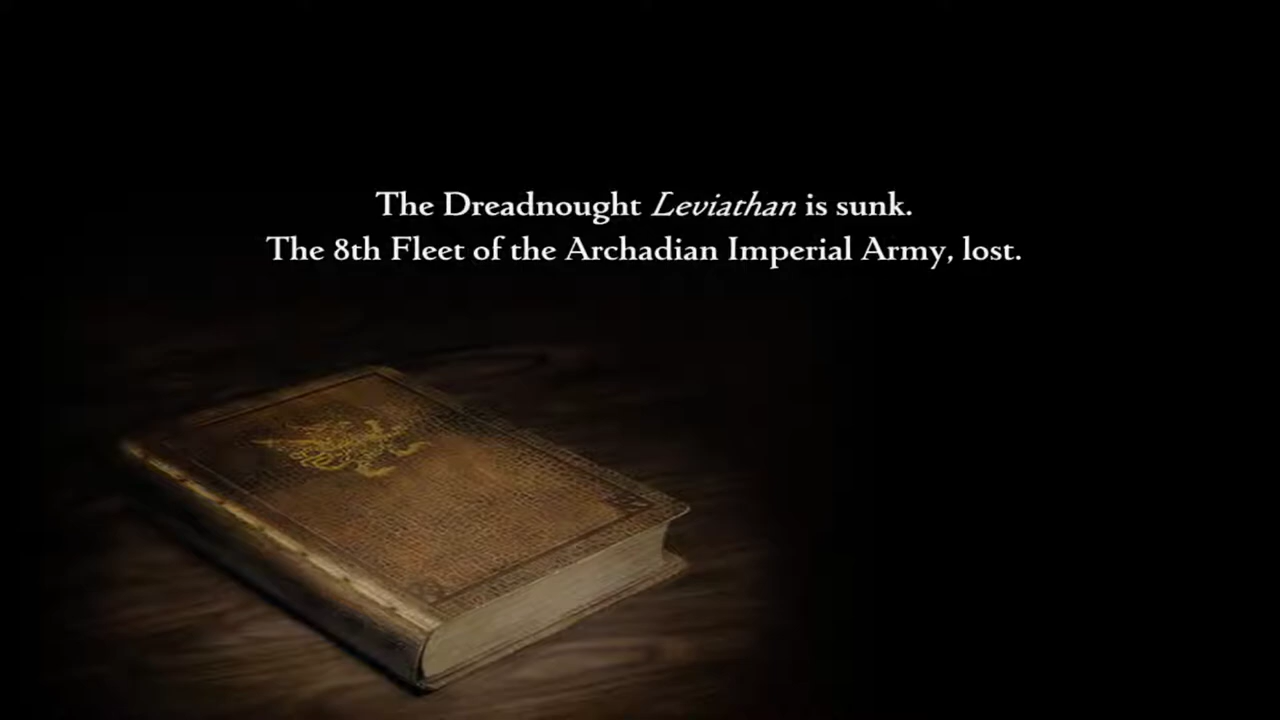 The Dreadnought Leviathan is sunk.
The 8th Fleet of the Archadian Imperial Army, lost.